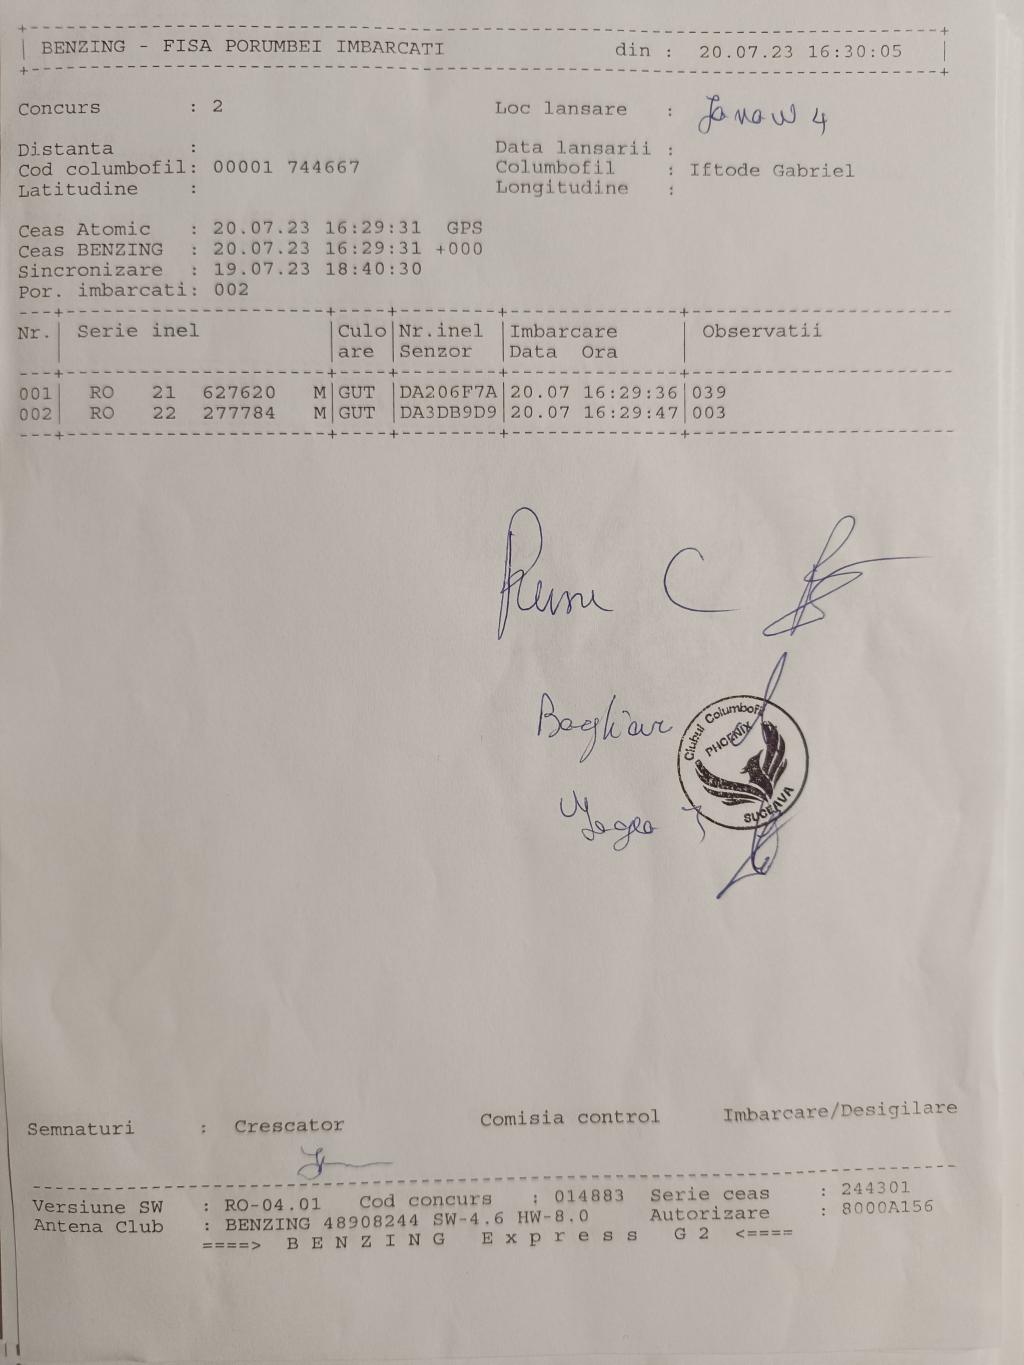 BENZING - FISA PORUMBEI IMBARCATI din : 20.07.23 16:30:05
Concurs : 2 Loc lansare : Janow 4
Distanta : Data lansarii :
Cod columbofil: 00001 744667 Columbofil : Iftode Gabriel
Latitudine : Longitudine :
Ceas Atomic : 20.07.23 16:29:31 GPS
Ceas BENZING : 20.07.23 16:29:31 +000
Sincronizare : 19.07.23 18:40:30
Por. imbarcati: 002
Nr. Serie inel Culo Nr.inel Imbarcare Observatii
are Senzor Data Ora
001 RO 21 627620 M GUT DA206F7A 20.07 16:29:36 039
002 RO 22 277784 M GUT DA3DB9D9 20.07 16:29:47 003
C
Clubul Columbofil
PHOENIX
SUCEAVA
Semnaturi : Crescator Comisia control Imbarcare/Desigilare
Versiune SW : RO-04.01 Cod concurs : 014883 Serie ceas : 244301
Antena Club : BENZING 48908244 SW-4.6 HW-8.0 Autorizare : 8000A156
====> B E N Z I N G E x p r e s s G 2 <====